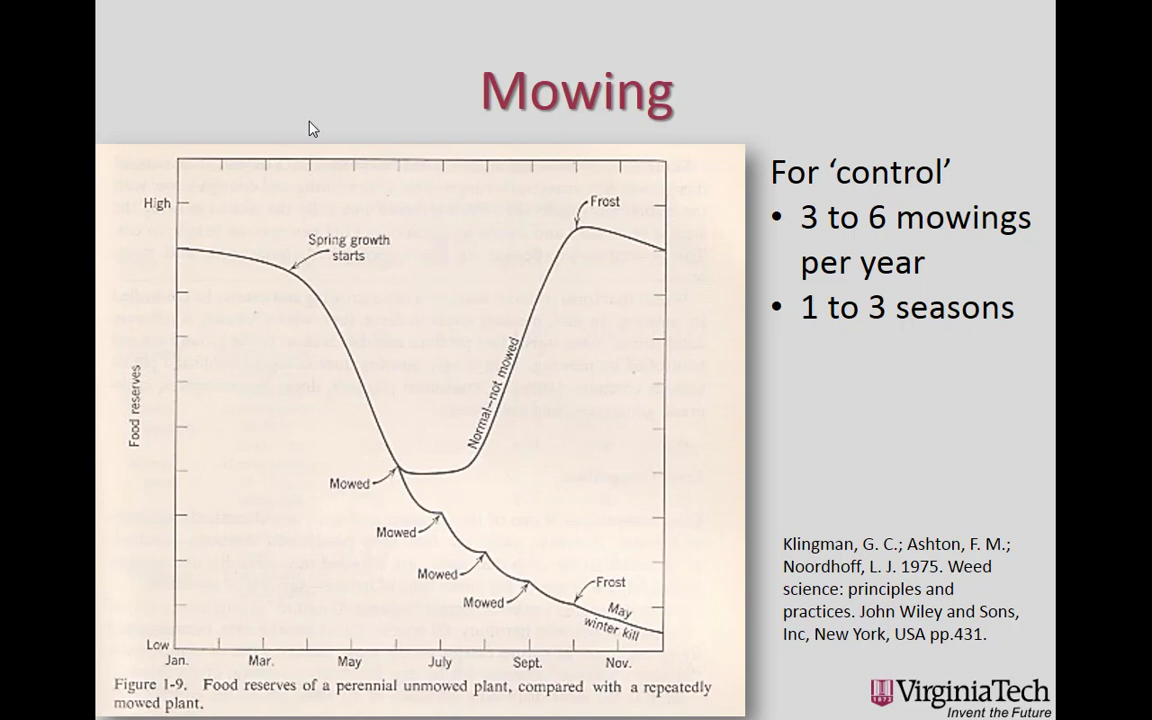 Mowing
High
Frost
Spring growth
starts
Food reserves
Normal–not mowed
Mowed
Mowed
Mowed
Mowed
Frost
May
winter kill
Low
Jan.
Mar.
May
July
Sept.
Nov.
Figure 1-9. Food reserves of a perennial unmowed plant, compared with a repeatedly
mowed plant.
For ‘control’
• 3 to 6 mowings
per year
• 1 to 3 seasons
Klingman, G. C.; Ashton, F. M.;
Noordhoff, L. J. 1975. Weed
science: principles and
practices. John Wiley and Sons,
Inc, New York, USA pp.431.
VirginiaTech
Invent the Future